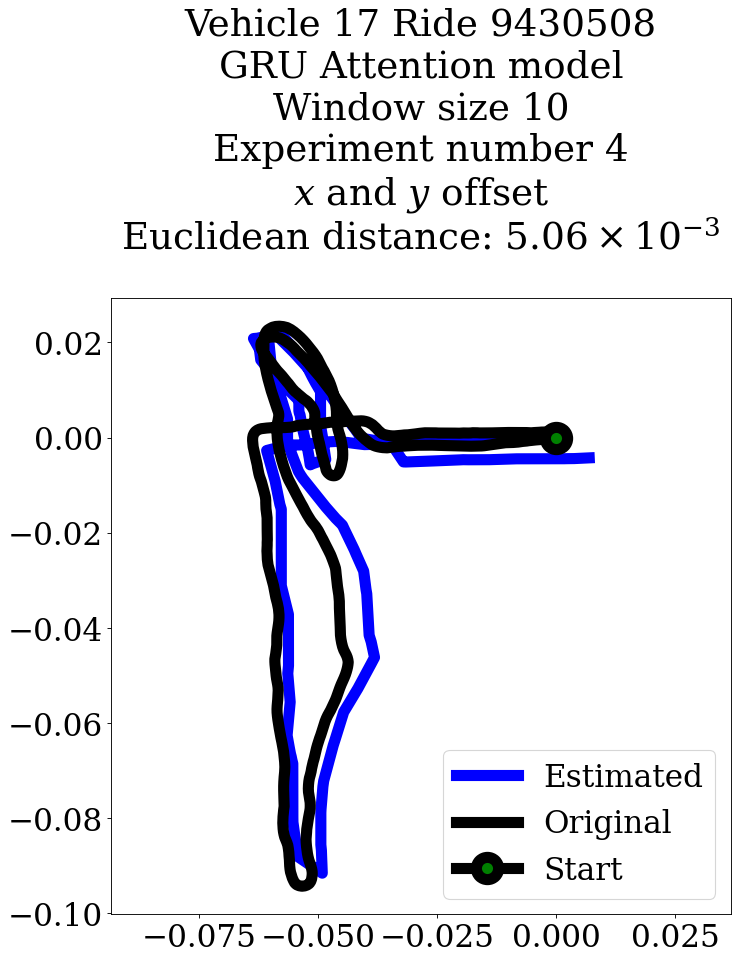 Vehicle 17 Ride 9430508
GRU Attention model
Window size 10
Experiment number 4
x and y offset
Euclidean distance: 5.06 × 10⁻³
0.02
0.00
−0.02
−0.04
−0.06
−0.08
−0.10
Estimated
Original
Start
−0.075 −0.050 −0.025 0.000 0.025